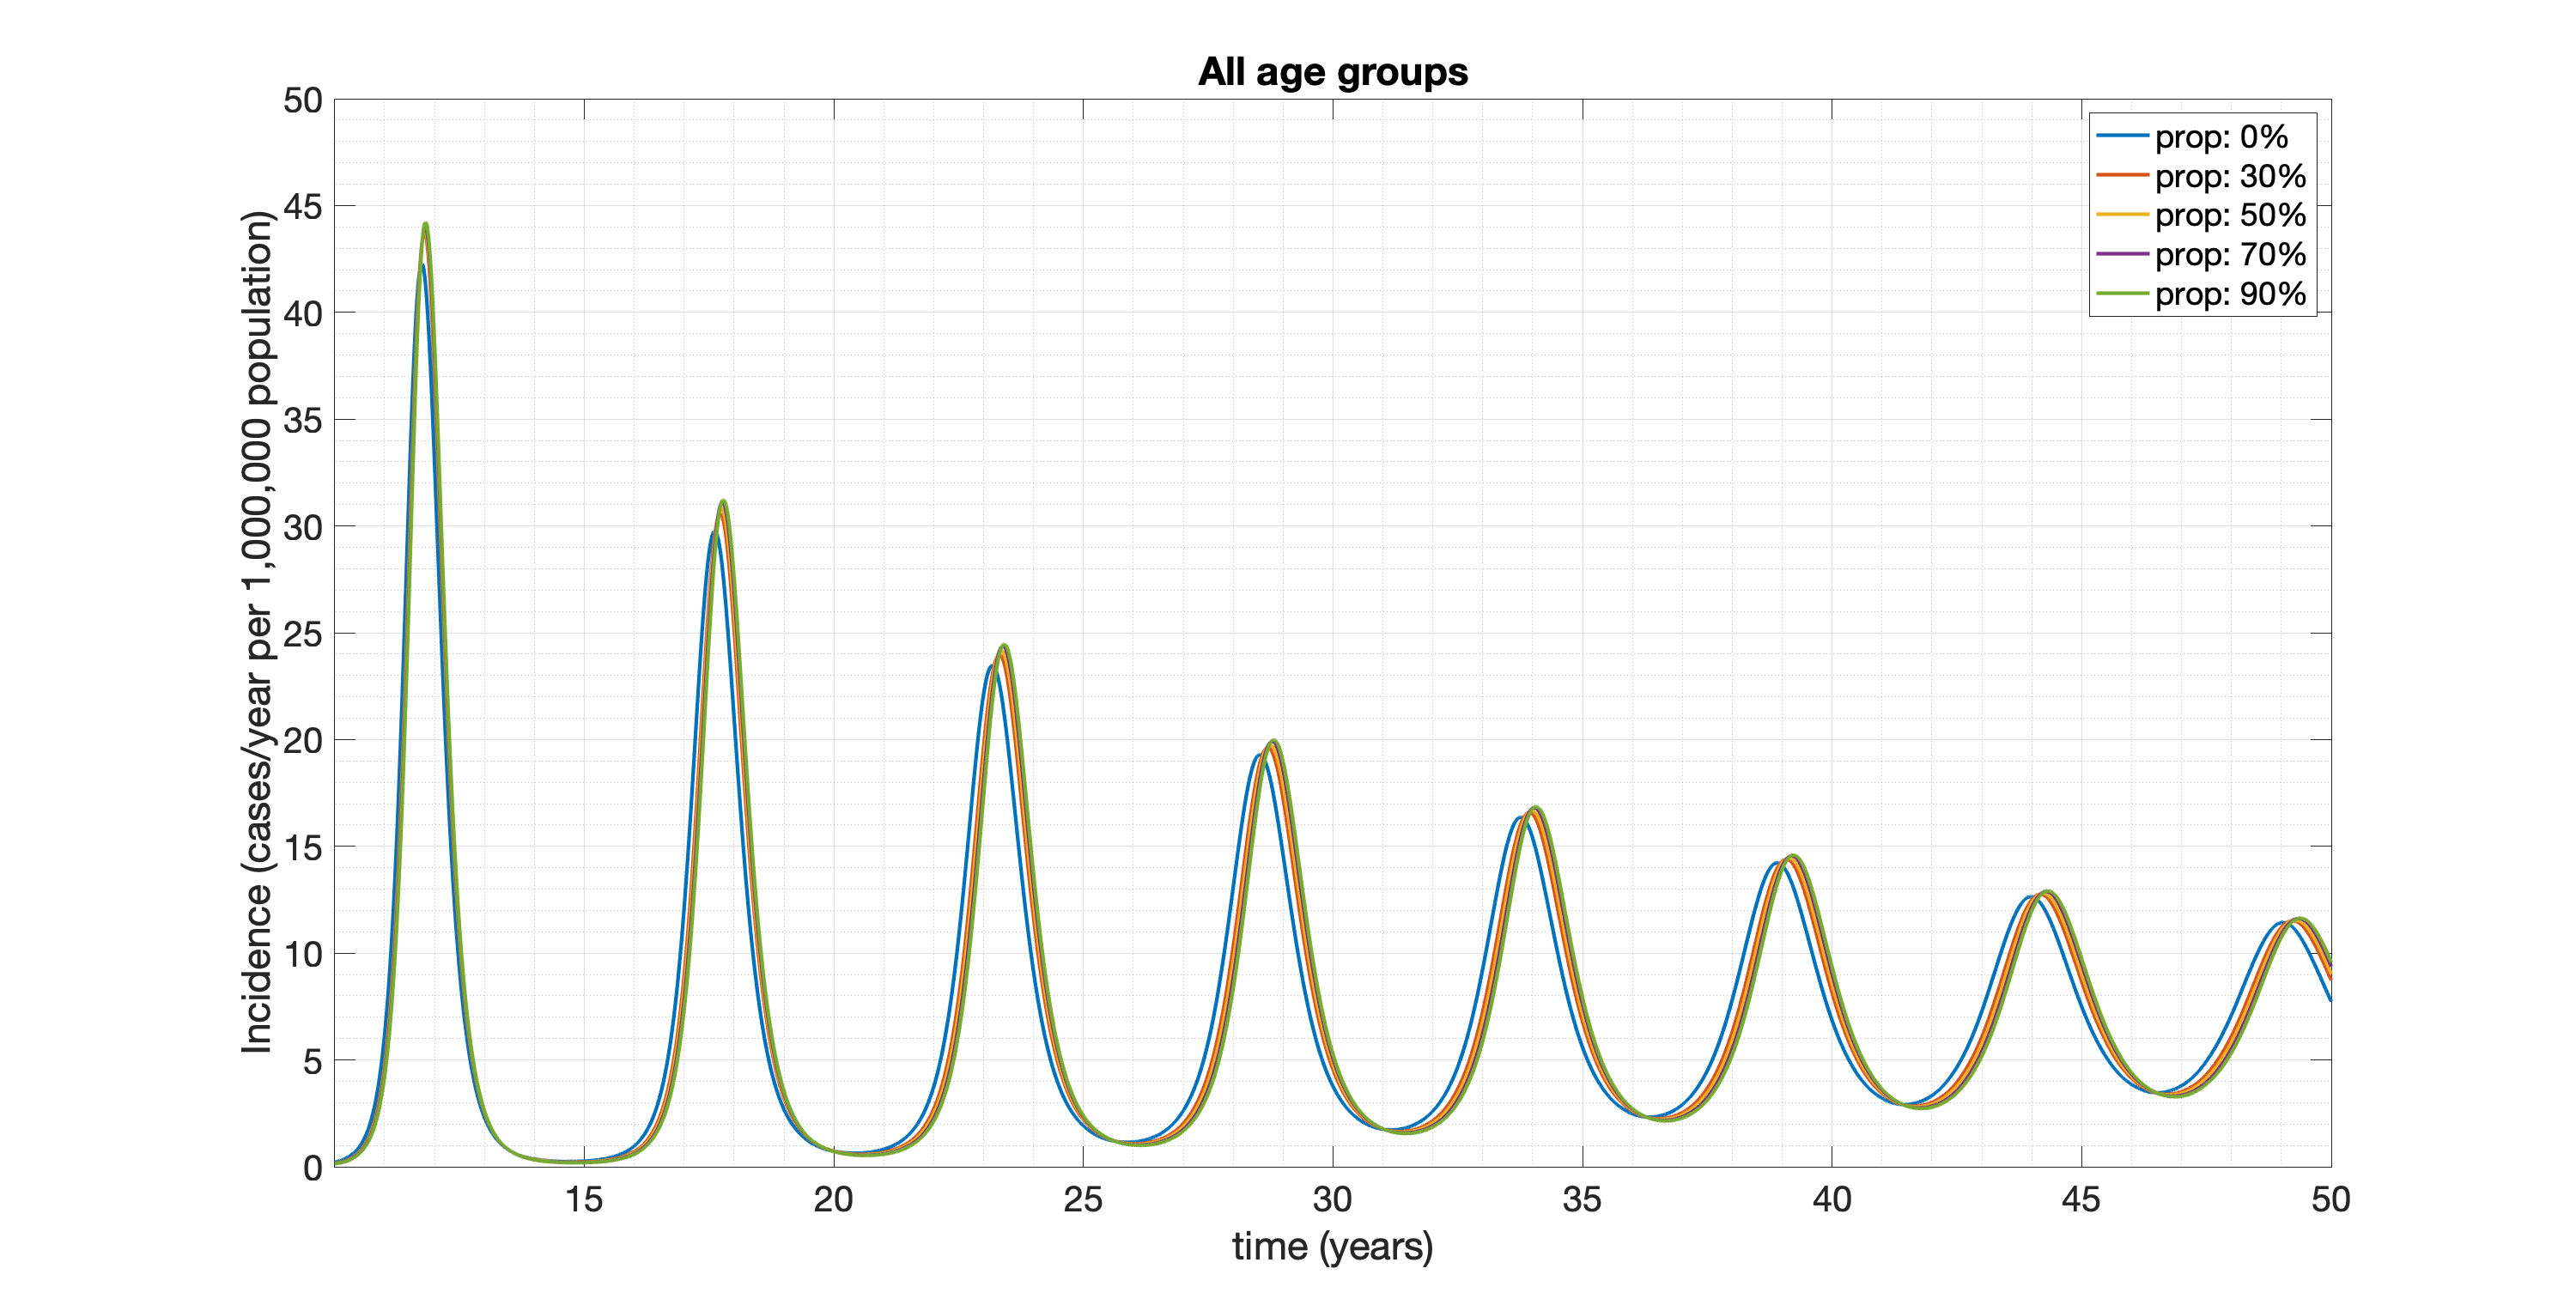 All age groups
Incidence (cases/year per 1,000,000 population)
50
45
40
35
30
25
20
15
10
5
0
prop: 0%
prop: 30%
prop: 50%
prop: 70%
prop: 90%
15 20 25 30 35 40 45 50
time (years)